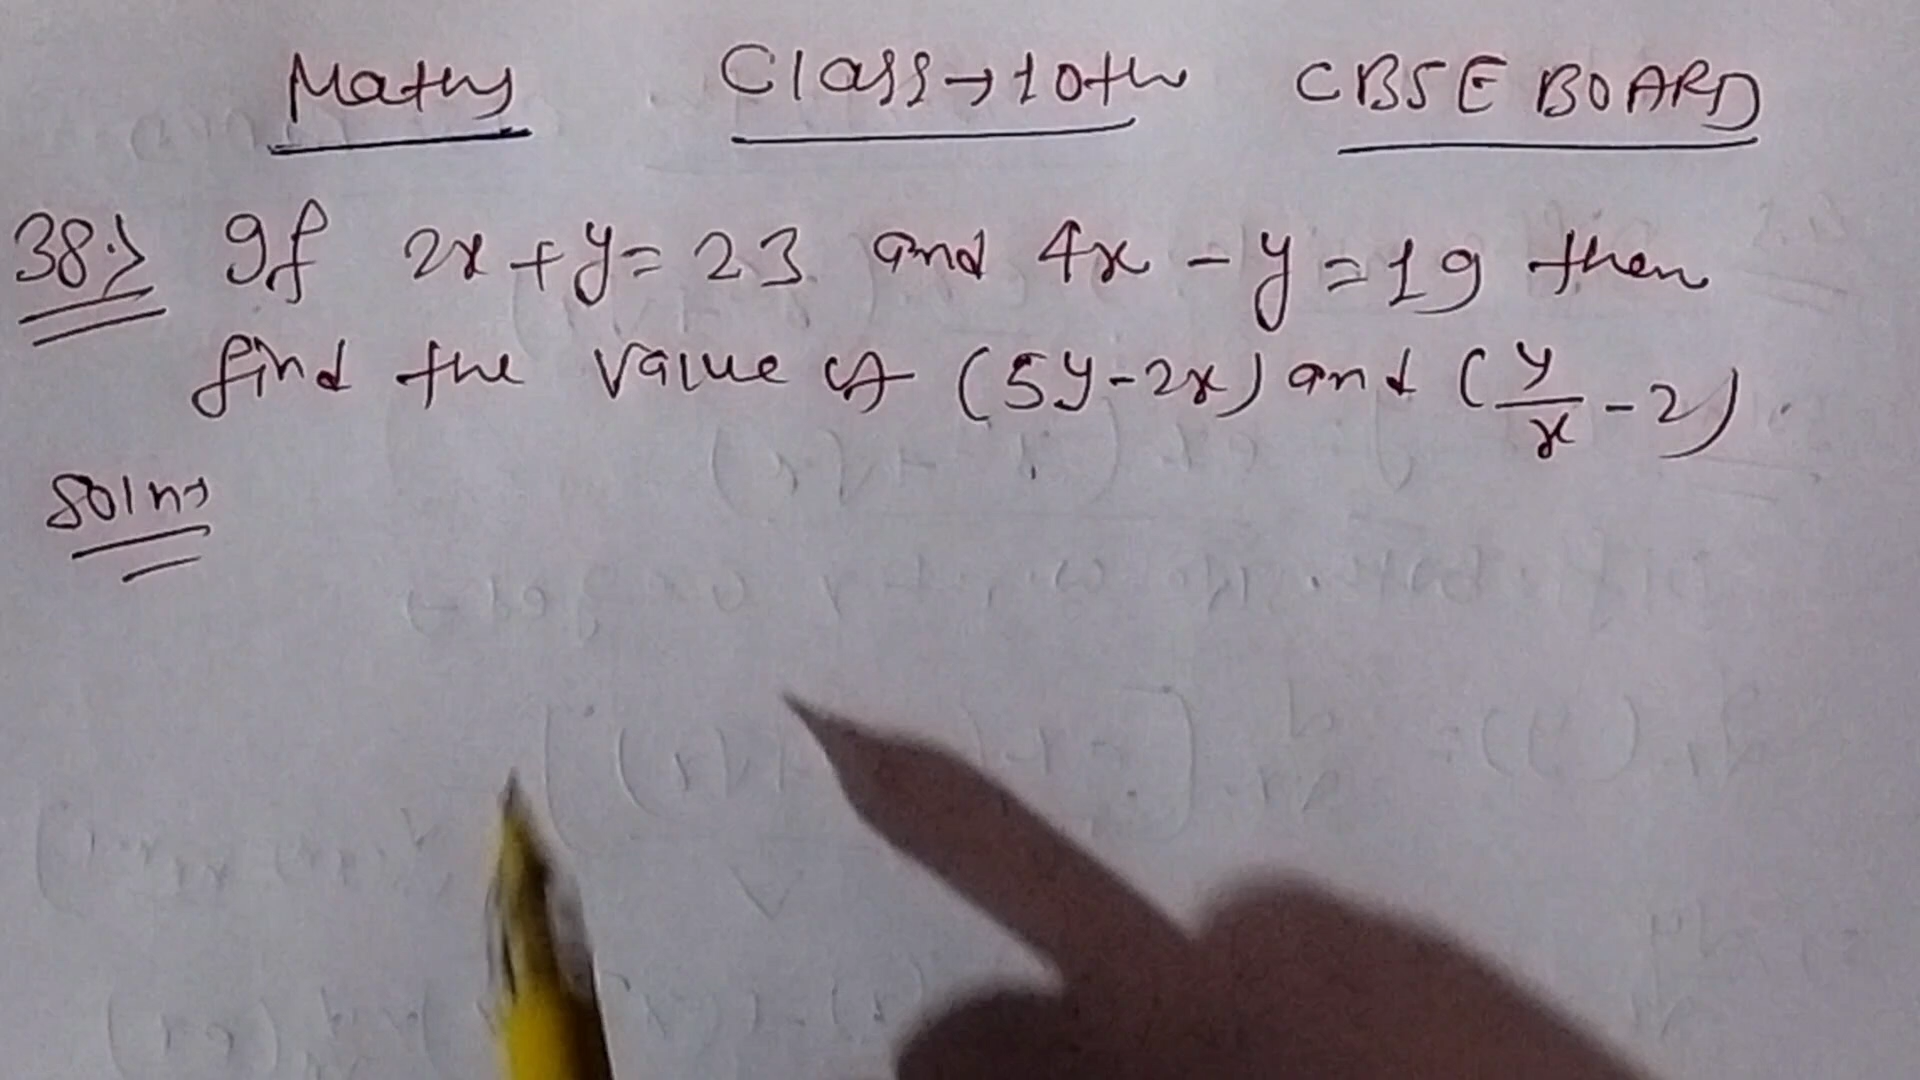 Maths Class→10th CBSE BOARD
38:> If 2x+y=23 and 4x-y=19 then
find the value of (5y-2x) and (y/x-2).
Soln→